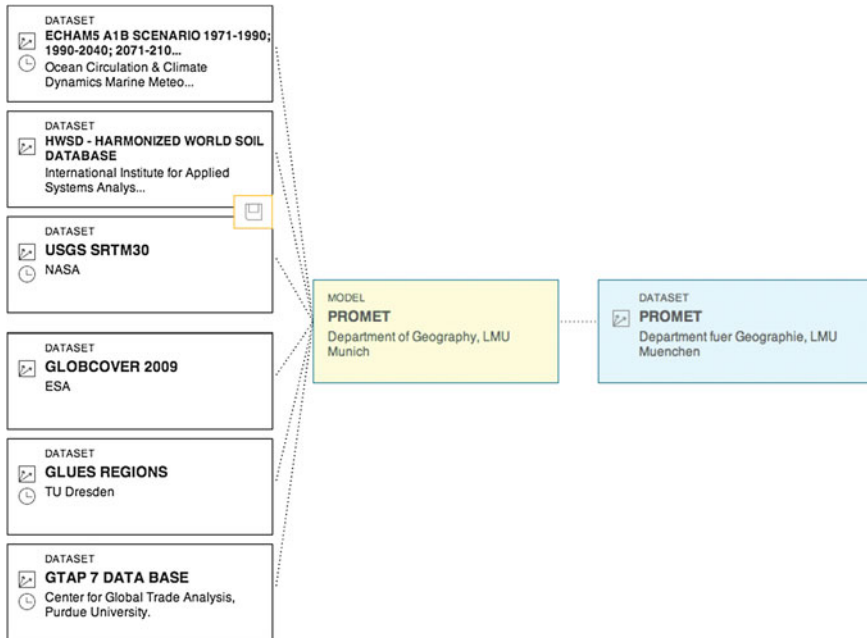 DATASET
ECHAM5 A1B SCENARIO 1971-1990;
1990-2040; 2071-210...
Ocean Circulation & Climate
Dynamics Marine Meteo...
DATASET
HWSD - HARMONIZED WORLD SOIL
DATABASE
International Institute for Applied
Systems Analys...
DATASET
USGS SRTM30
NASA
DATASET
GLOBCOVER 2009
ESA
DATASET
GLUES REGIONS
TU Dresden
DATASET
GTAP 7 DATA BASE
Center for Global Trade Analysis,
Purdue University.
MODEL
PROMET
Department of Geography, LMU
Munich
DATASET
PROMET
Department fuer Geographie, LMU
Muenchen